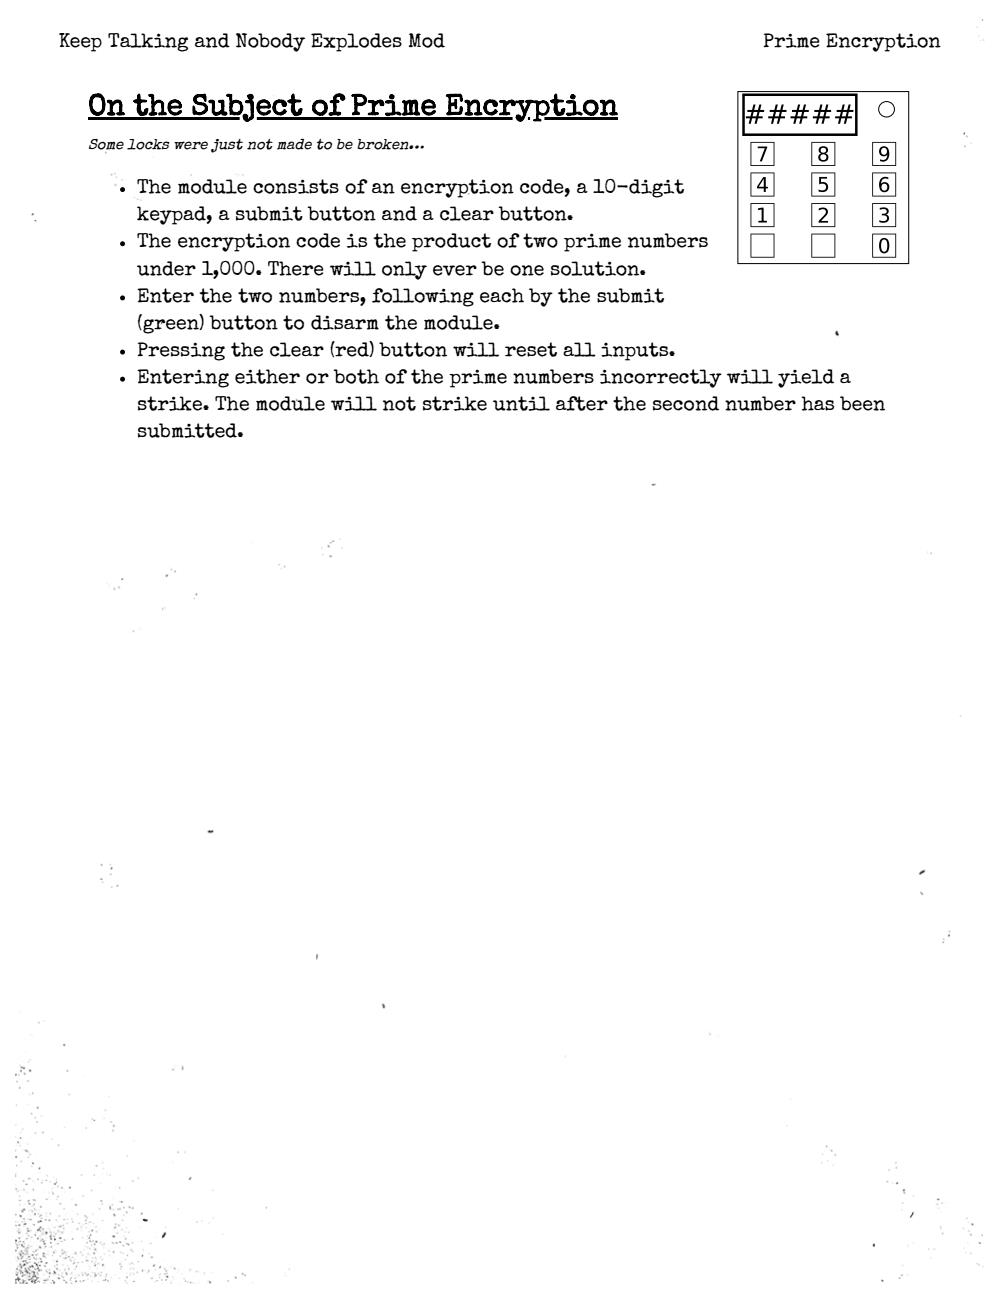 Keep Talking and Nobody Explodes Mod
Prime Encryption
On the Subject of Prime Encryption
Some locks were just not made to be broken...
• The module consists of an encryption code, a 10-digit
keypad, a submit button and a clear button.
• The encryption code is the product of two prime numbers
under 1,000. There will only ever be one solution.
• Enter the two numbers, following each by the submit
(green) button to disarm the module.
• Pressing the clear (red) button will reset all inputs.
• Entering either or both of the prime numbers incorrectly will yield a
strike. The module will not strike until after the second number has been
submitted.
#####
7 8 9
4 5 6
1 2 3
0